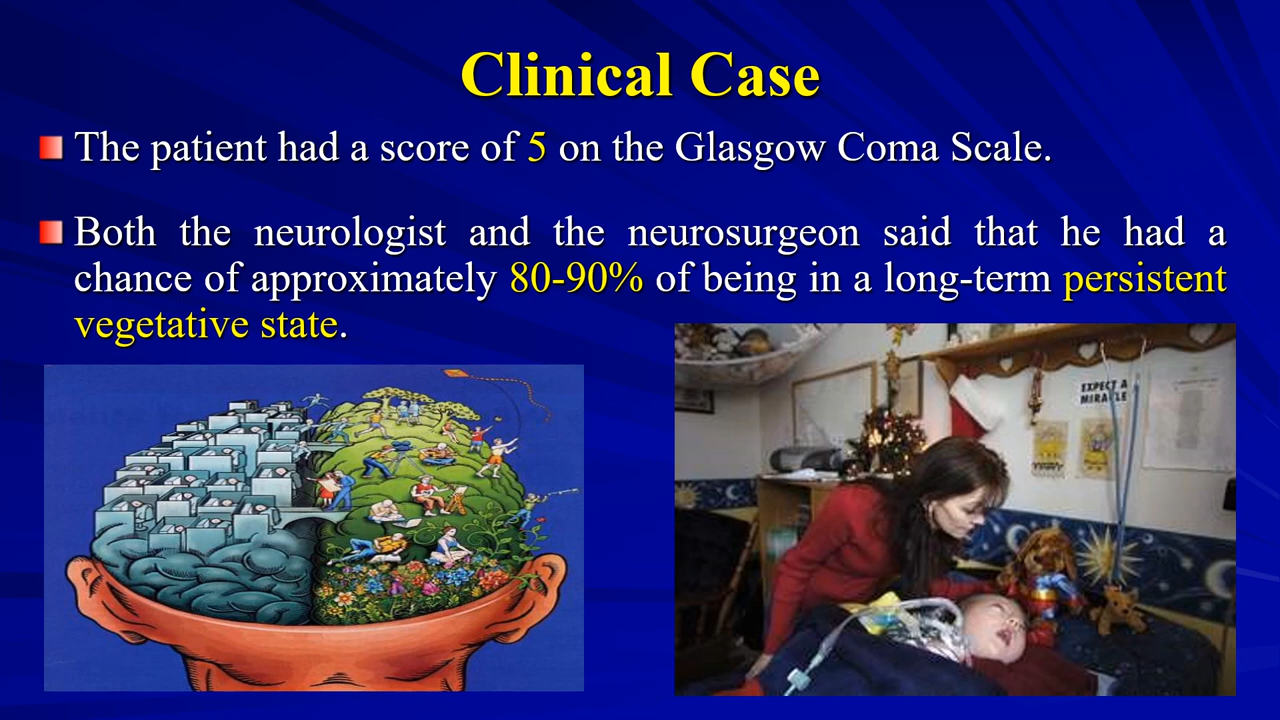 Clinical Case
The patient had a score of 5 on the Glasgow Coma Scale.
Both the neurologist and the neurosurgeon said that he had a
chance of approximately 80-90% of being in a long-term persistent
vegetative state.
EXPECT A
MIRACLE